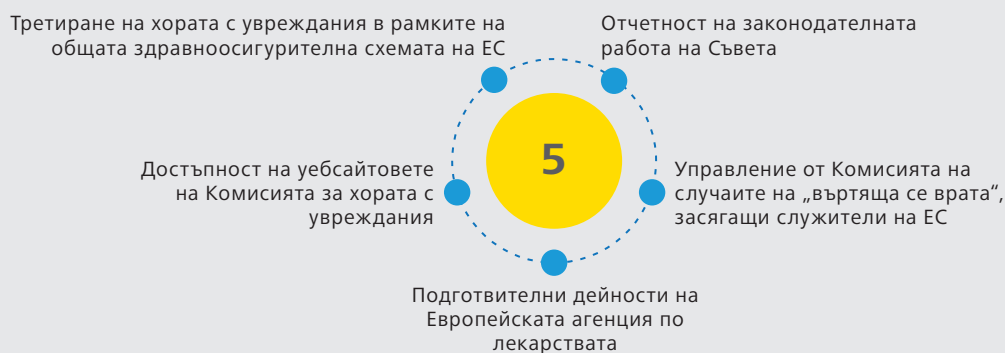 Третиране на хората с увреждания в рамките на
общата здравноосигурителна схемата на ЕС
Отчетност на законодателната
работа на Съвета
5
Достъпност на уебсайтовете
на Комисията за хората с
увреждания
Управление от Комисията на
случаите на „въртяща се врата“,
засягащи служители на ЕС
Подготвителни дейности на
Европейската агенция по
лекарствата